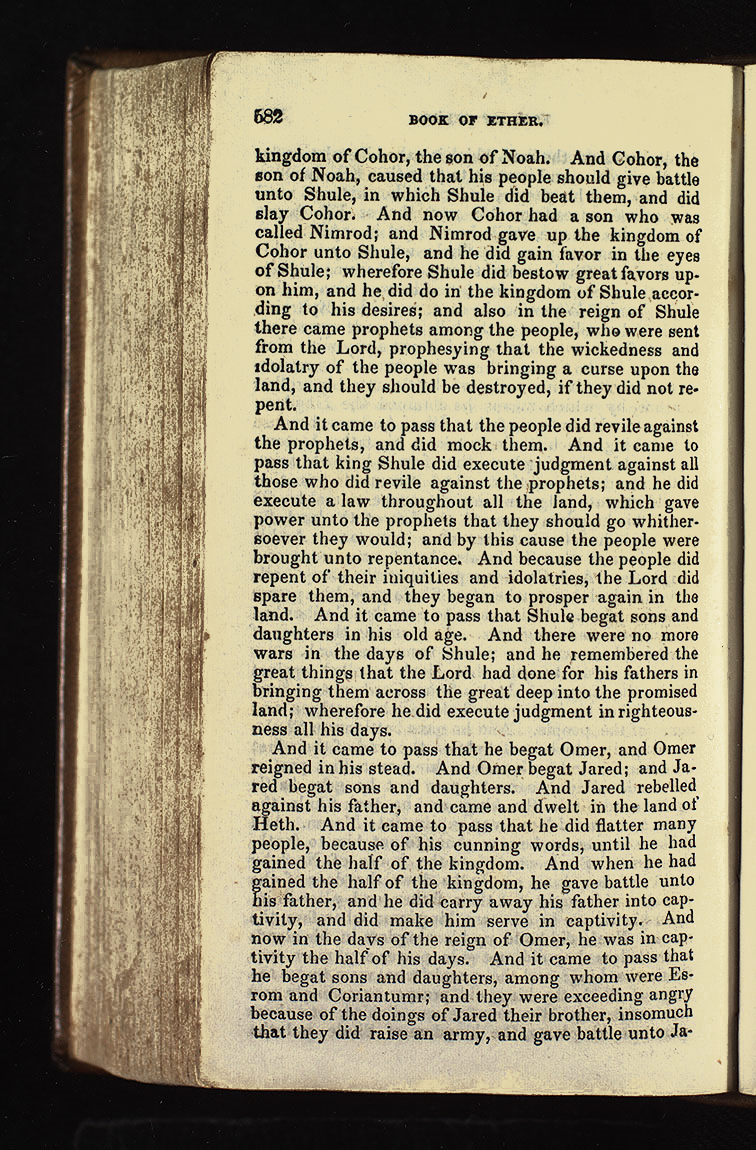 582
BOOK OF ETHER.
kingdom of Cohor, the son of Noah. And Cohor, the
son of Noah, caused that his people should give battle
unto Shule, in which Shule did beat them, and did
slay Cohor. And now Cohor had a son who was
called Nimrod; and Nimrod gave up the kingdom of
Cohor unto Shule, and he did gain favor in the eyes
of Shule; wherefore Shule did bestow great favors up-
on him, and he did do in the kingdom of Shule accor-
ding to his desires; and also in the reign of Shule
there came prophets among the people, who were sent
from the Lord, prophesying that the wickedness and
idolatry of the people was bringing a curse upon the
land, and they should be destroyed, if they did not re-
pent.
And it came to pass that the people did revile against
the prophets, and did mock them. And it came to
pass that king Shule did execute judgment against all
those who did revile against the prophets; and he did
execute a law throughout all the land, which gave
power unto the prophets that they should go whither-
soever they would; and by this cause the people were
brought unto repentance. And because the people did
repent of their iniquities and idolatries, the Lord did
spare them, and they began to prosper again in the
land. And it came to pass that Shule begat sons and
daughters in his old age. And there were no more
wars in the days of Shule; and he remembered the
great things that the Lord had done for his fathers in
bringing them across the great deep into the promised
land; wherefore he did execute judgment in righteous-
ness all his days.
And it came to pass that he begat Omer, and Omer
reigned in his stead. And Omer begat Jared; and Ja-
red begat sons and daughters. And Jared rebelled
against his father, and came and dwelt in the land of
Heth. And it came to pass that he did flatter many
people, because of his cunning words, until he had
gained the half of the kingdom. And when he had
gained the half of the kingdom, he gave battle unto
his father, and he did carry away his father into cap-
tivity, and did make him serve in captivity. And
now in the days of the reign of Omer, he was in cap-
tivity the half of his days. And it came to pass that
he begat sons and daughters, among whom were Es-
rom and Coriantumr; and they were exceeding angry
because of the doings of Jared their brother, insomuch
that they did raise an army, and gave battle unto Ja-